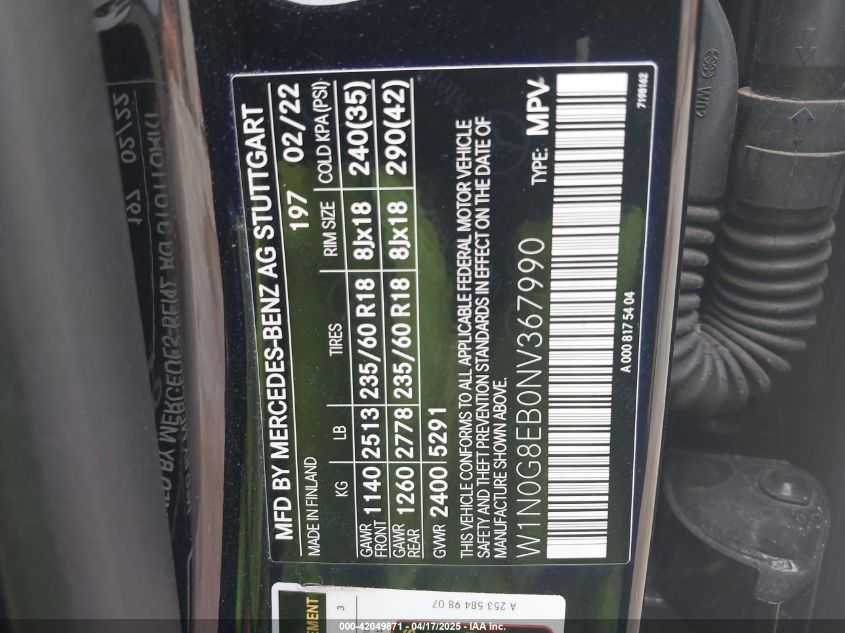 MFD BY MERCEDES-BENZ AG STUTTGART
MADE IN FINLAND 197 02/22
KG LB TIRES RIM SIZE COLD KPA(PSI)
GAWR FRONT 1140 2513 235/60 R18 8Jx18 240(35)
GAWR REAR 1260 2778 235/60 R18 8Jx18 290(42)
GVWR 2400 5291
THIS VEHICLE CONFORMS TO ALL APPLICABLE FEDERAL MOTOR VEHICLE
SAFETY AND THEFT PREVENTION STANDARDS IN EFFECT ON THE DATE OF
MANUFACTURE SHOWN ABOVE.
W1N0G8EB0NV367990 TYPE: MPV
A 000 817 54 04 7190162
A 253 584 98 07
3
000-42049871 - 04/17/2025 - IAA Inc.